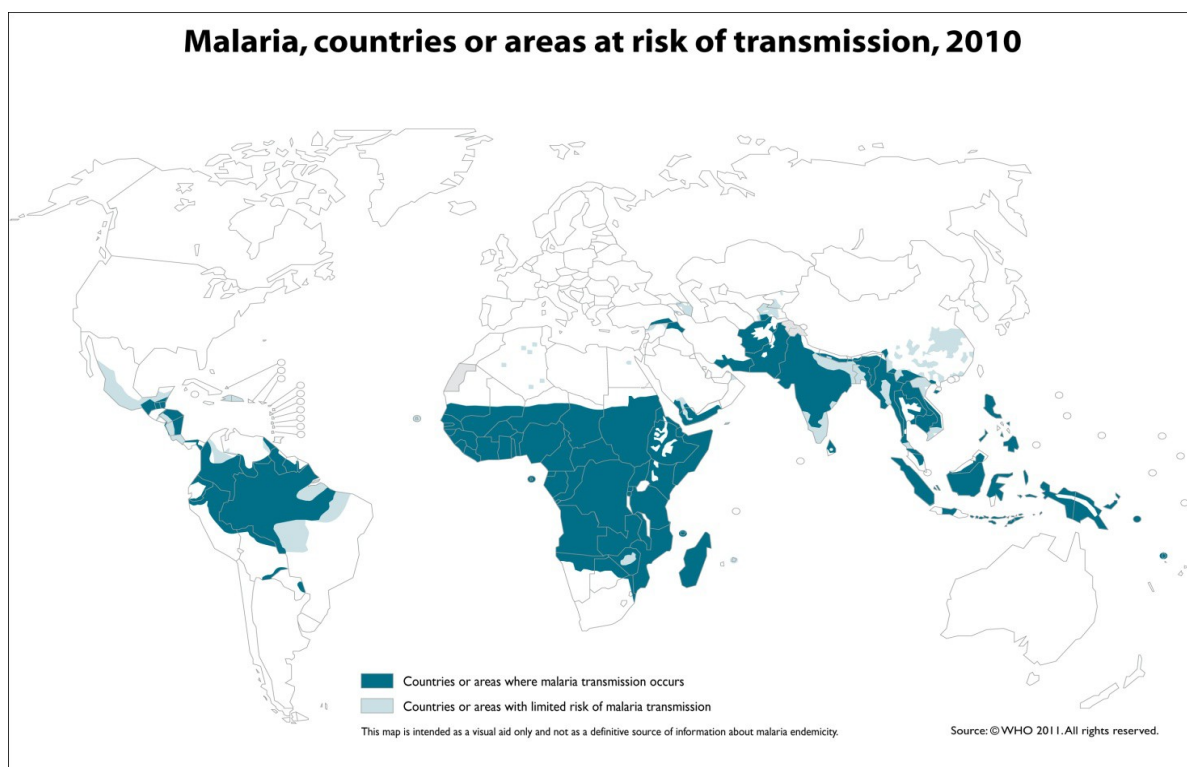 Malaria, countries or areas at risk of transmission, 2010
Countries or areas where malaria transmission occurs
Countries or areas with limited risk of malaria transmission
This map is intended as a visual aid only and not as a definitive source of information about malaria endemicity.
Source: © WHO 2011. All rights reserved.